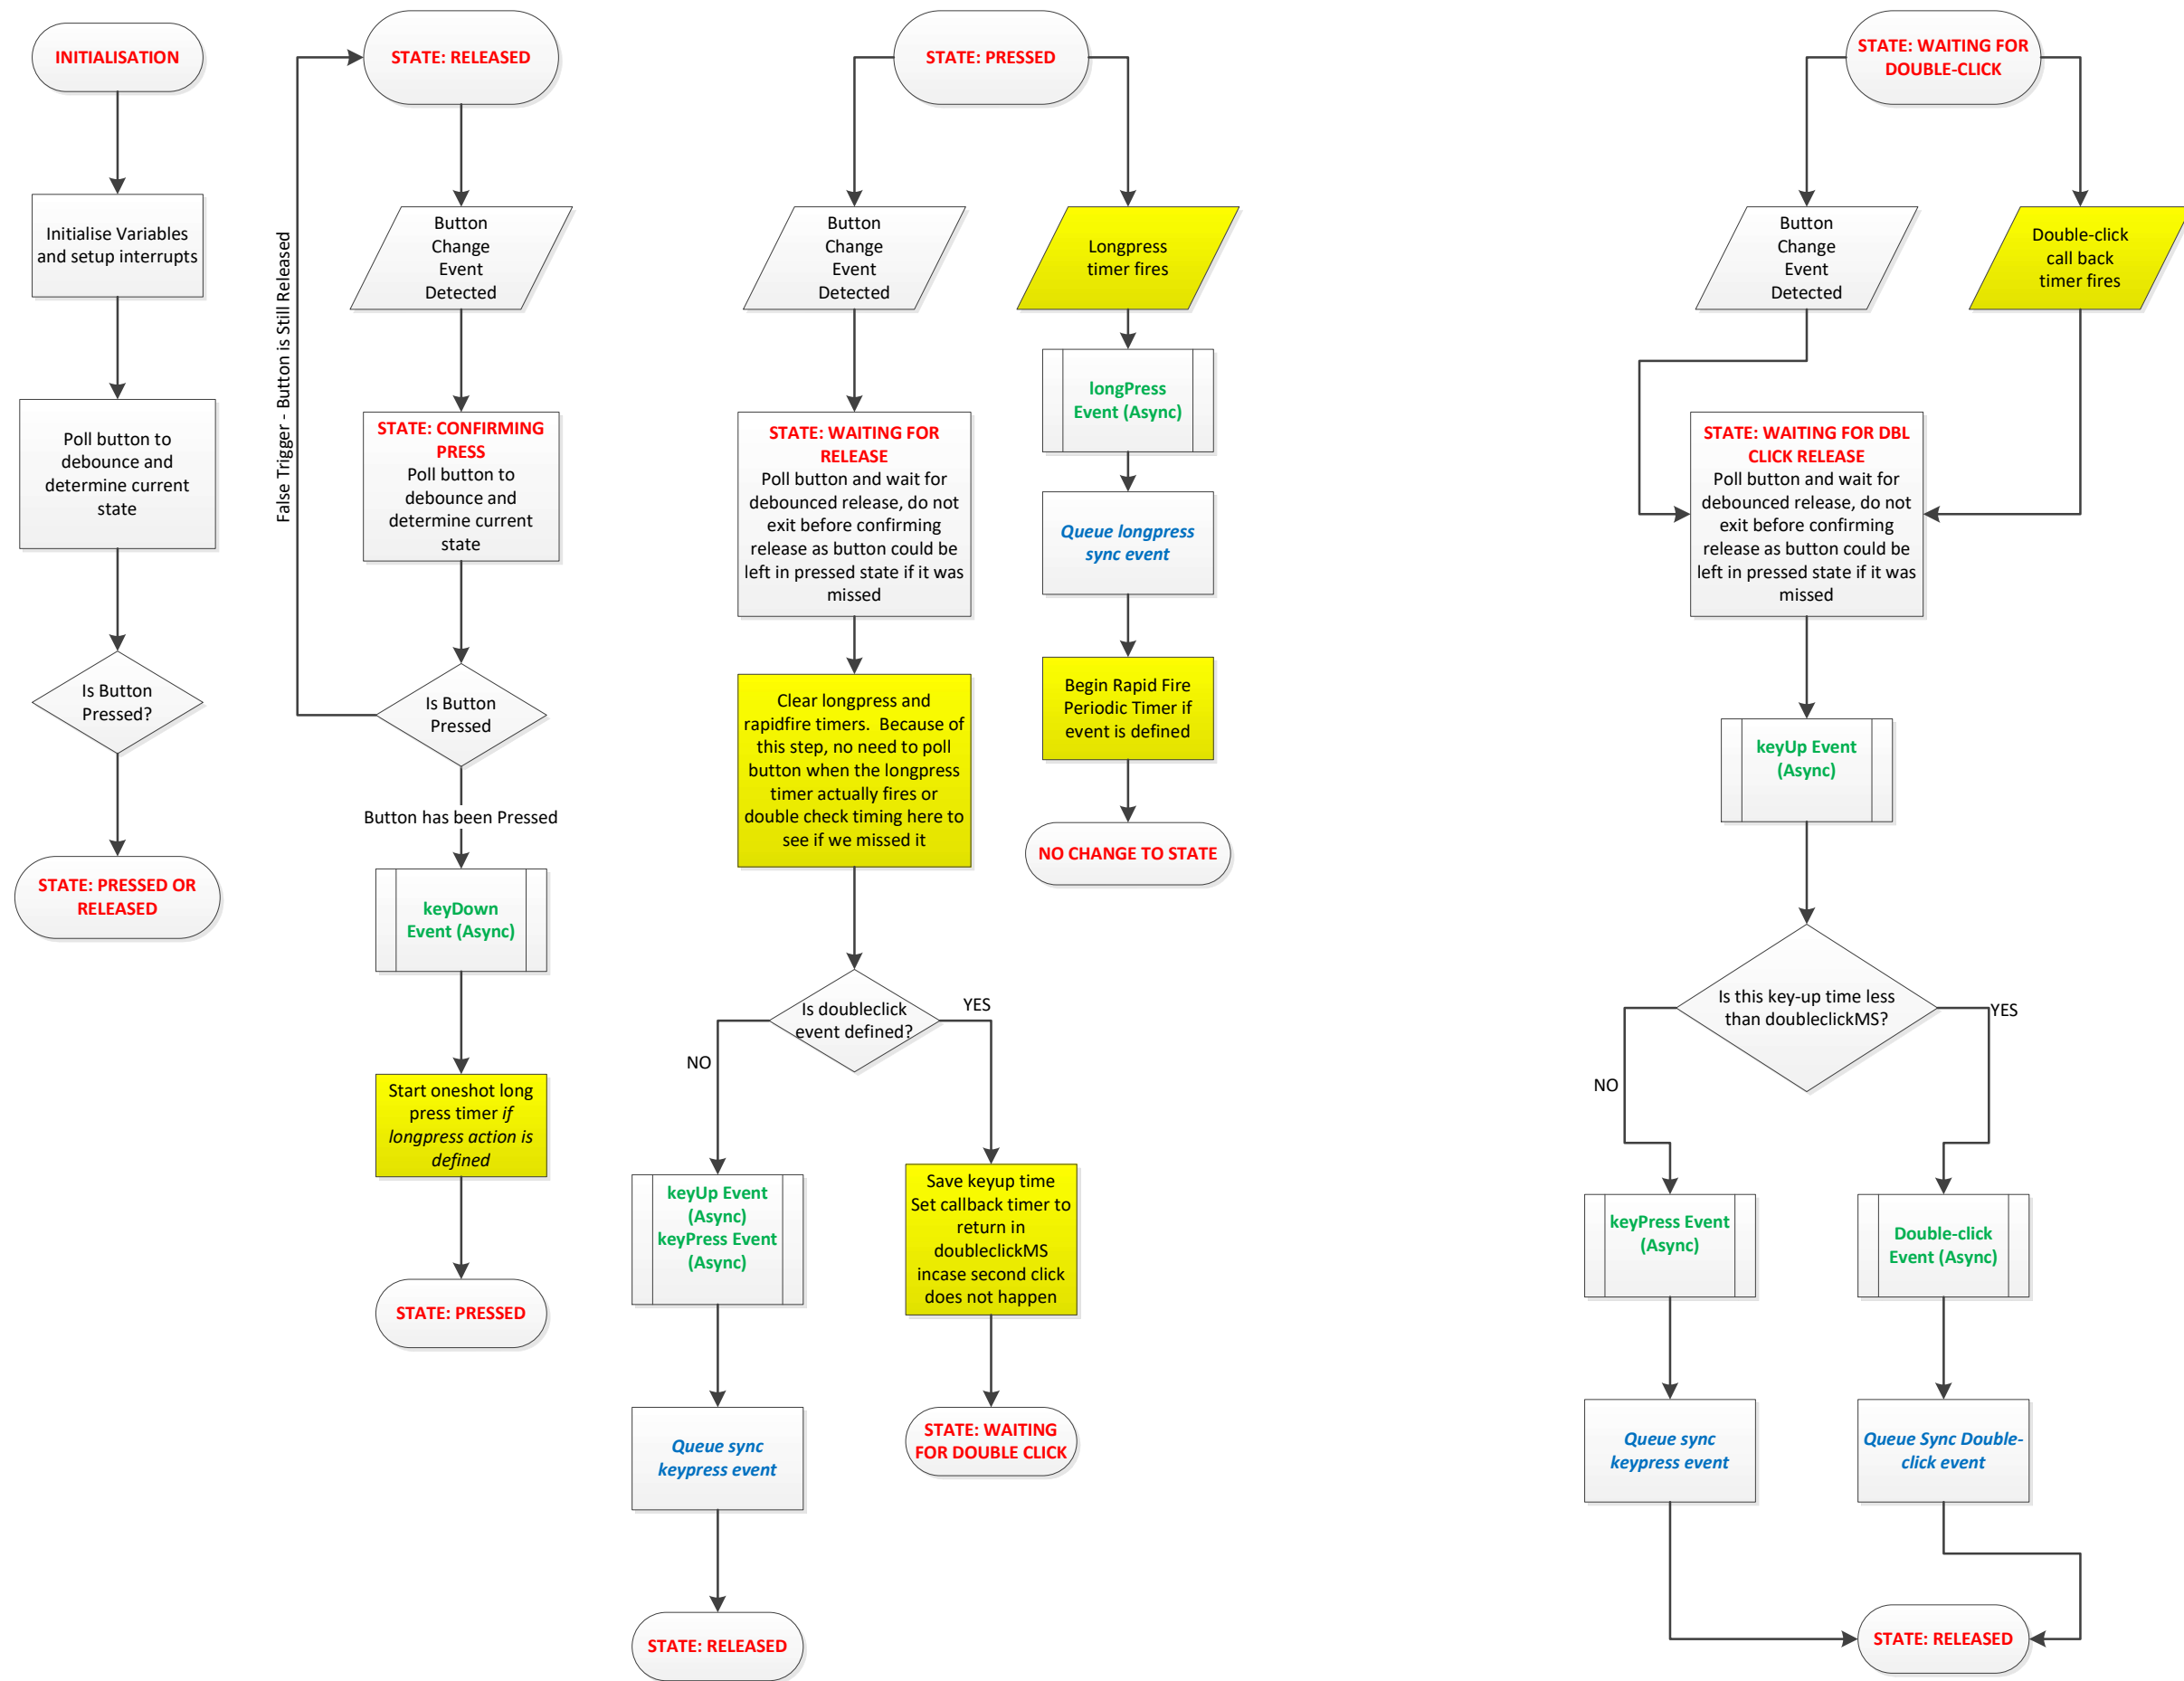 INITIALISATION
Initialise Variables
and setup interrupts
Poll button to
debounce and
determine current
state
Is Button
Pressed?
STATE: PRESSED OR
RELEASED
STATE: RELEASED
False Trigger - Button is Still Released
Button
Change
Event
Detected
STATE: CONFIRMING
PRESS
Poll button to
debounce and
determine current
state
Is Button
Pressed
Button has been Pressed
keyDown
Event (Async)
Start oneshot long
press timer if
longpress action is
defined
STATE: PRESSED
STATE: PRESSED
Button
Change
Event
Detected
STATE: WAITING FOR
RELEASE
Poll button and wait for
debounced release, do not
exit before confirming
release as button could be
left in pressed state if it was
missed
Clear longpress and
rapidfire timers.  Because of
this step, no need to poll
button when the longpress
timer actually fires or
double check timing here to
see if we missed it
Is doubleclick
event defined?
NO
YES
keyUp Event
(Async)
keyPress Event
(Async)
Queue sync
keypress event
STATE: RELEASED
Save keyup time
Set callback timer to
return in
doubleclickMS
incase second click
does not happen
STATE: WAITING
FOR DOUBLE CLICK
Longpress
timer fires
longPress
Event (Async)
Queue longpress
sync event
Begin Rapid Fire
Periodic Timer if
event is defined
NO CHANGE TO STATE
STATE: WAITING FOR
DOUBLE-CLICK
Button
Change
Event
Detected
Double-click
call back
timer fires
STATE: WAITING FOR DBL
CLICK RELEASE
Poll button and wait for
debounced release, do not
exit before confirming
release as button could be
left in pressed state if it was
missed
keyUp Event
(Async)
Is this key-up time less
than doubleclickMS?
NO
YES
keyPress Event
(Async)
Queue sync
keypress event
Double-click
Event (Async)
Queue Sync Double-
click event
STATE: RELEASED